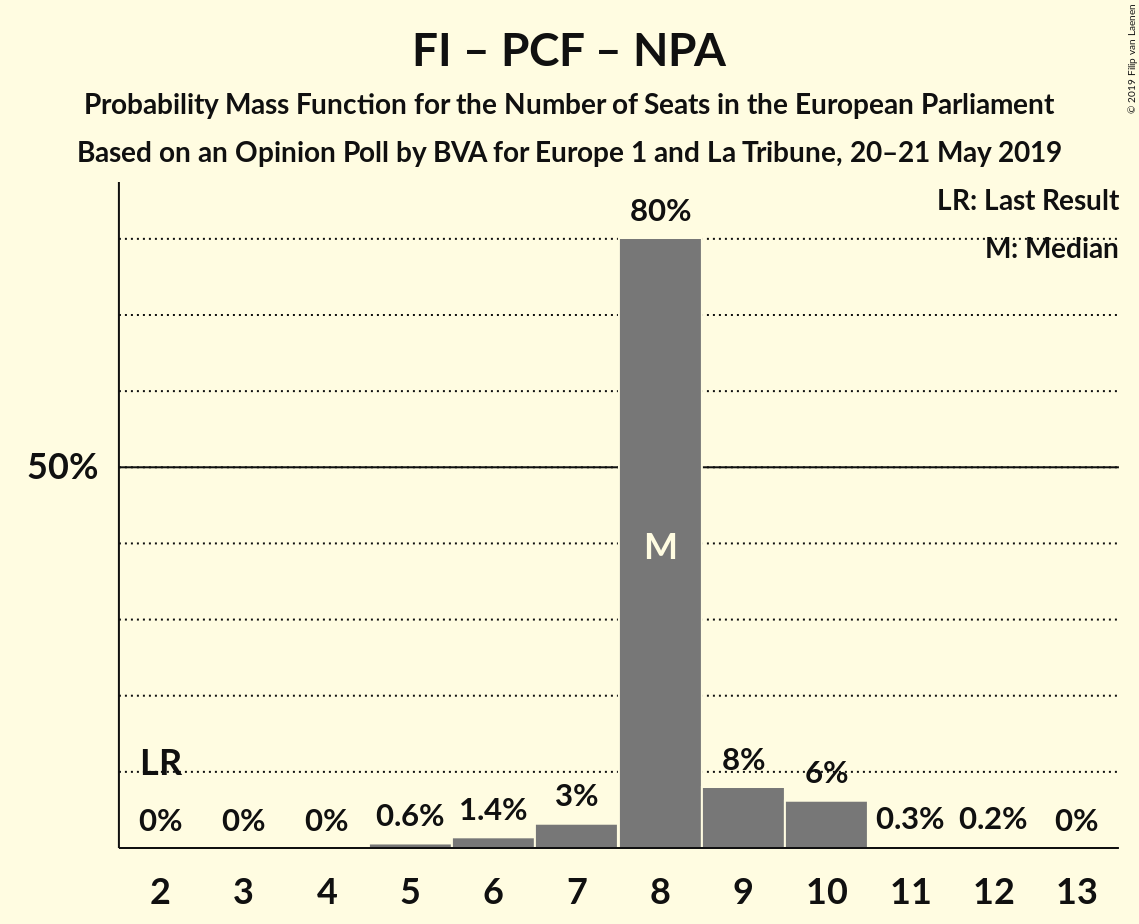 FI – PCF – NPA
Probability Mass Function for the Number of Seats in the European Parliament
Based on an Opinion Poll by BVA for Europe 1 and La Tribune, 20–21 May 2019
© 2019 Filip van Laenen
LR: Last Result
M: Median
80%
50%
M
LR
0% 0% 0% 0.6% 1.4% 3% 8% 6% 0.3% 0.2% 0%
2 3 4 5 6 7 8 9 10 11 12 13